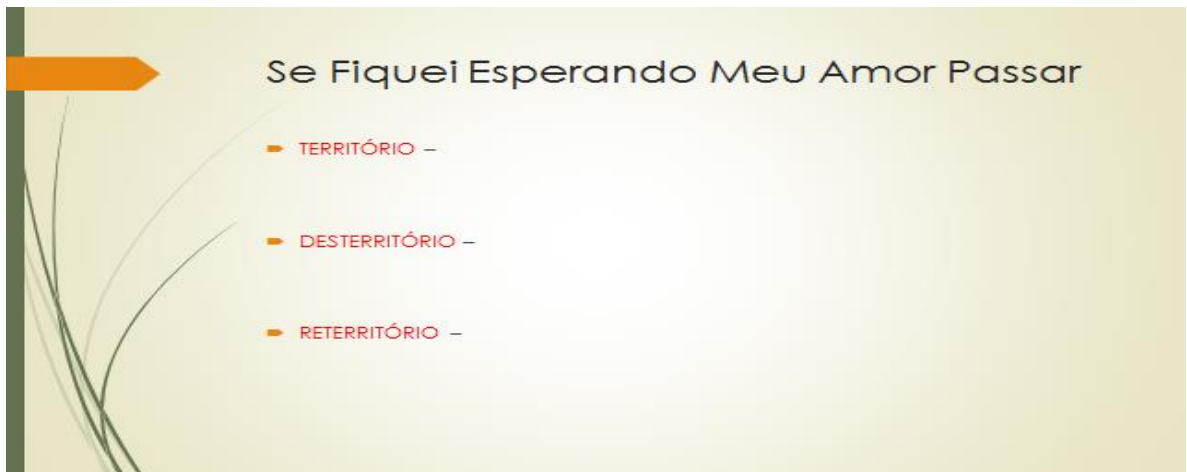 Se Fiquei Esperando Meu Amor Passar
TERRITÓRIO –
DESTERRITÓRIO –
RETERRITÓRIO –